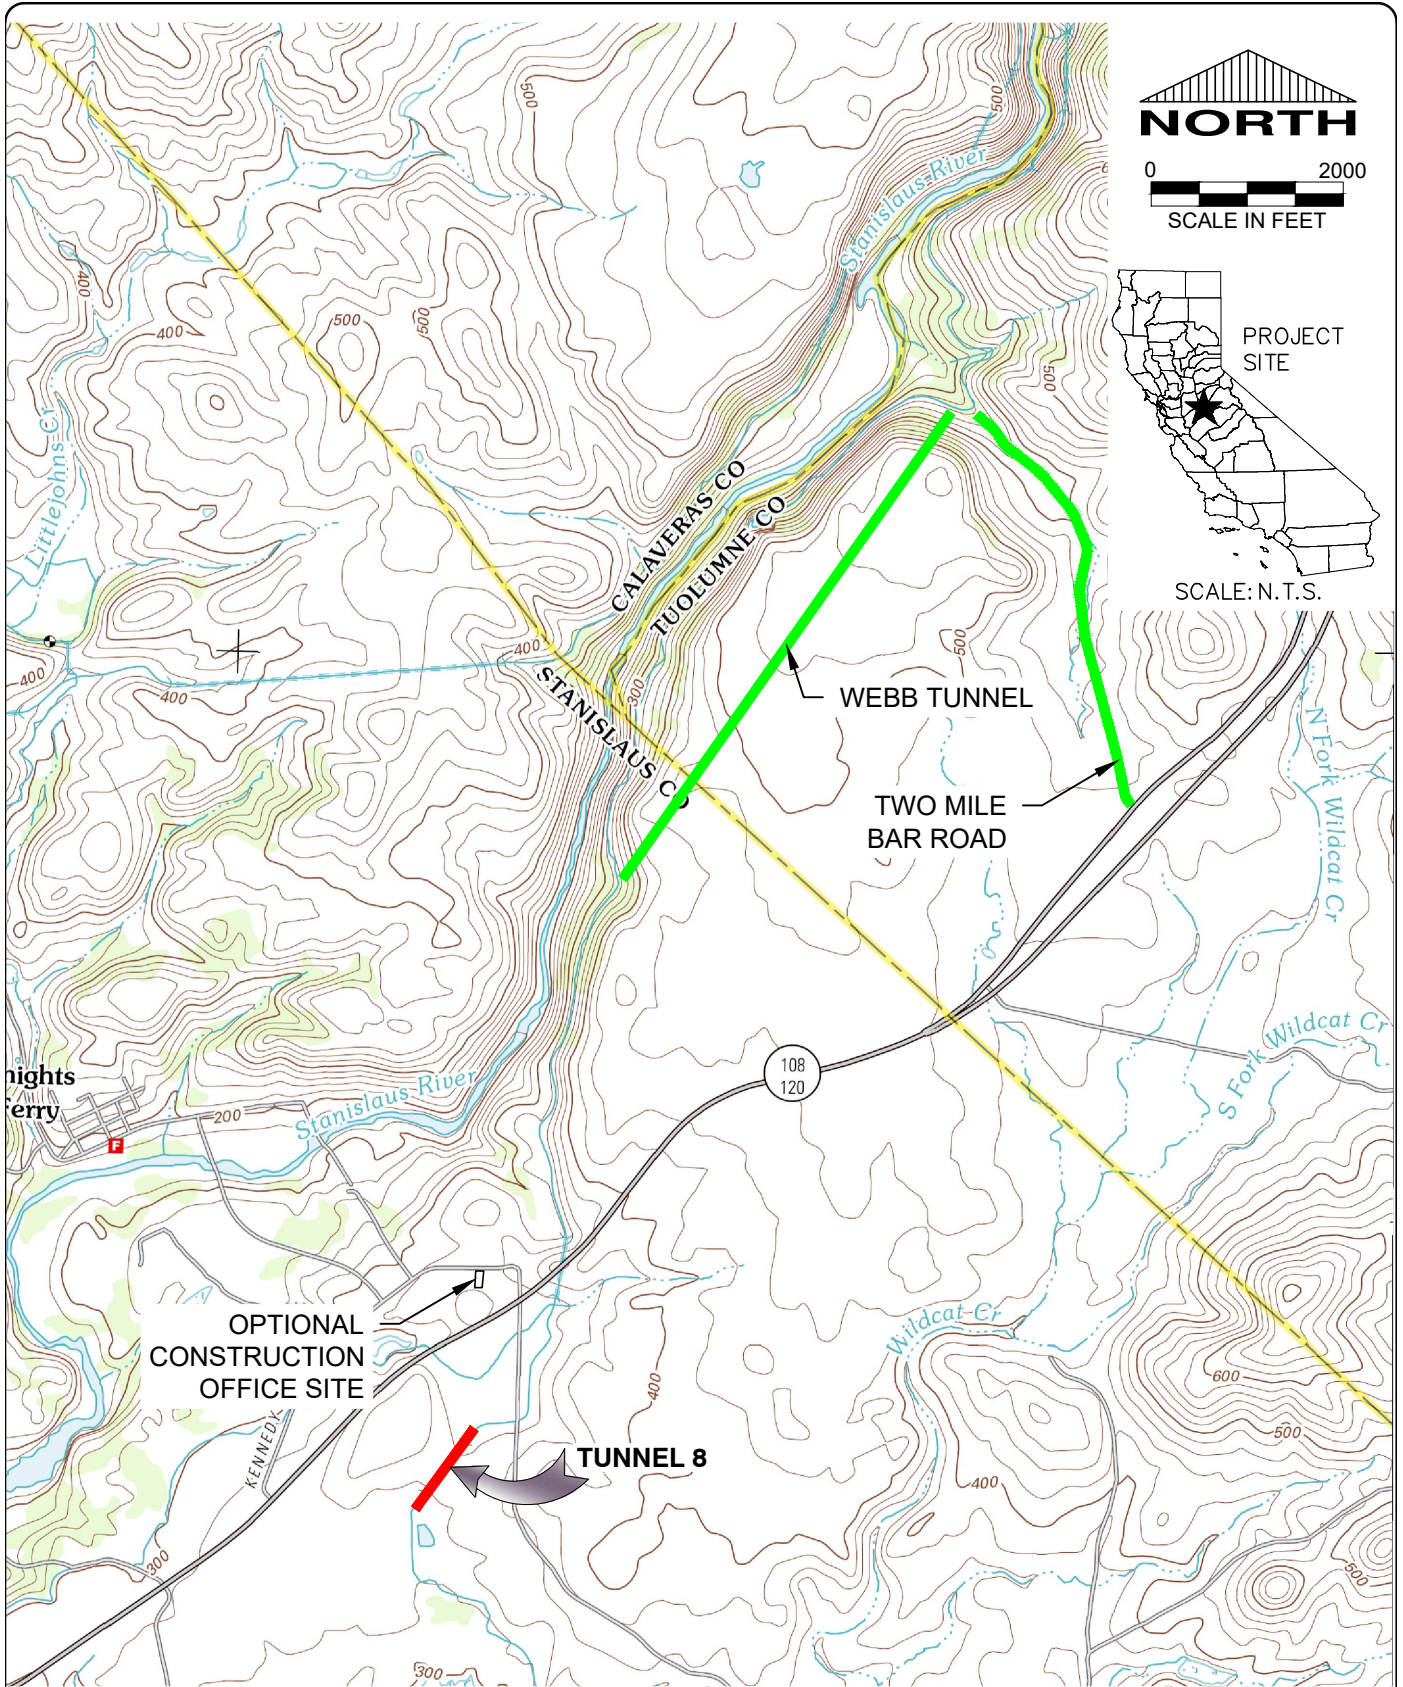 NORTH
0 2000
SCALE IN FEET
PROJECT
SITE
SCALE: N.T.S.
500
500
Stanislaus River
400
400
500
500
500
Littlejohns Cr
CALAVERAS CO
TUOLUMNE CO
400
STANISLAUS CO
300
400
400
500
WEBB TUNNEL
N Fork Wildcat Cr
TWO MILE
BAR ROAD
S Fork Wildcat Cr
108
120
nights
erry
F
200
Stanislaus River
OPTIONAL
CONSTRUCTION
OFFICE SITE
KENNEDY
Wildcat Cr
400
600
500
TUNNEL 8
400
300
500
300